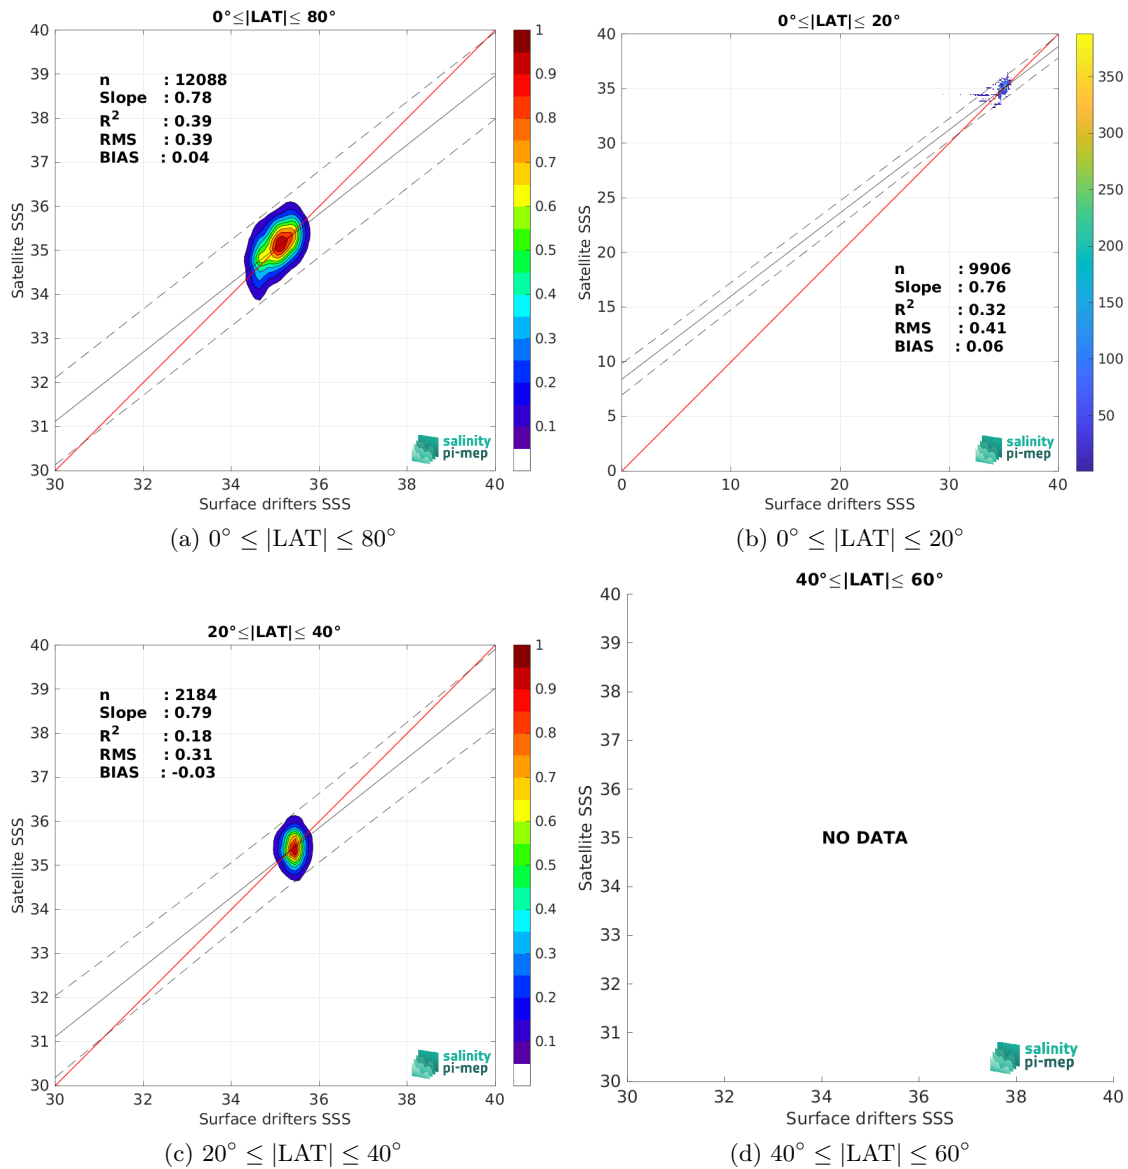 0°≤|LAT|≤ 80°
40
39
38
37
36
35
34
33
32
31
30
n : 12088
Slope : 0.78
R2 : 0.39
RMS : 0.39
BIAS : 0.04
Satellite SSS
salinity
pi-mep
30 32 34 36 38 40
Surface drifters SSS
1
0.9
0.8
0.7
0.6
0.5
0.4
0.3
0.2
0.1
(a) 0° ≤ |LAT| ≤ 80°
0°≤|LAT|≤ 20°
40
35
30
25
20
15
10
5
0
Satellite SSS
n : 9906
Slope : 0.76
R2 : 0.32
RMS : 0.41
BIAS : 0.06
salinity
pi-mep
0 10 20 30 40
Surface drifters SSS
350
300
250
200
150
100
50
(b) 0° ≤ |LAT| ≤ 20°
20°≤|LAT|≤ 40°
40
39
38
37
36
35
34
33
32
31
30
n : 2184
Slope : 0.79
R2 : 0.18
RMS : 0.31
BIAS : -0.03
Satellite SSS
salinity
pi-mep
30 32 34 36 38 40
Surface drifters SSS
1
0.9
0.8
0.7
0.6
0.5
0.4
0.3
0.2
0.1
(c) 20° ≤ |LAT| ≤ 40°
40°≤|LAT|≤ 60°
40
39
38
37
36
35
34
33
32
31
30
Satellite SSS
NO DATA
salinity
pi-mep
30 32 34 36 38 40
Surface drifters SSS
(d) 40° ≤ |LAT| ≤ 60°